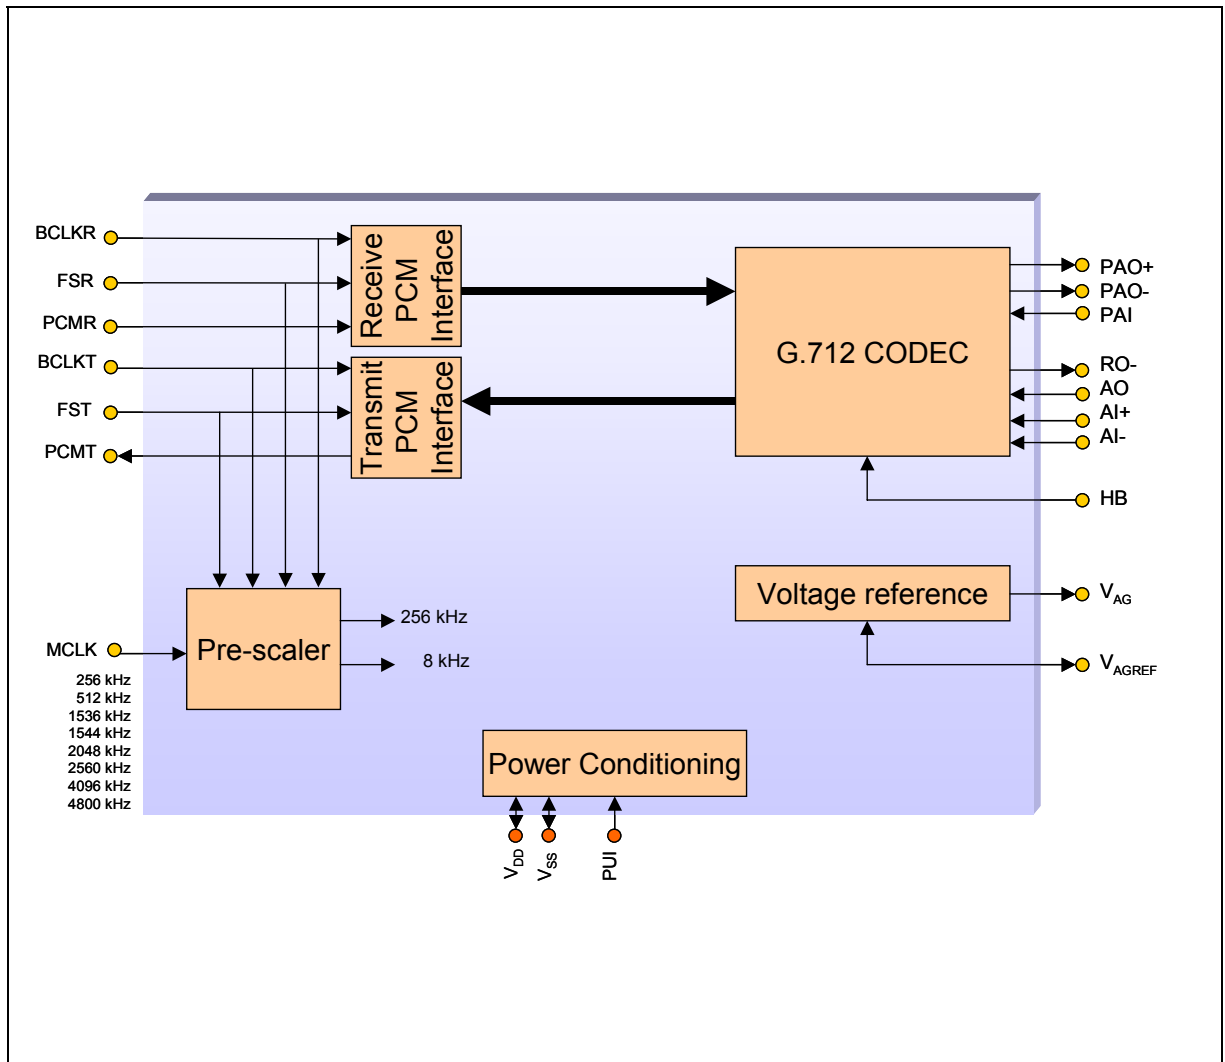 BCLKR
FSR
PCMR
BCLKT
FST
PCMT
Receive
PCM
Interface
Transmit
PCM
Interface
G.712 CODEC
PAO+
PAO-
PAI
RO-
AO
AI+
AI-
HB
Voltage reference
VAG
VAGREF
MCLK
256 kHz
512 kHz
1536 kHz
1544 kHz
2048 kHz
2560 kHz
4096 kHz
4800 kHz
Pre-scaler
256 kHz
8 kHz
Power Conditioning
VDD
VSS
PUI